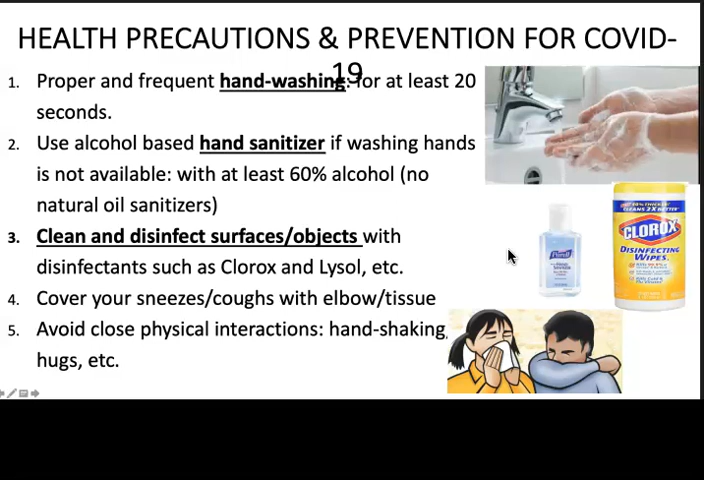 HEALTH PRECAUTIONS & PREVENTION FOR COVID-
19
1. Proper and frequent hand-washing: for at least 20
seconds.
2. Use alcohol based hand sanitizer if washing hands
is not available: with at least 60% alcohol (no
natural oil sanitizers)
3. Clean and disinfect surfaces/objects with
disinfectants such as Clorox and Lysol, etc.
4. Cover your sneezes/coughs with elbow/tissue
5. Avoid close physical interactions: hand-shaking,
hugs, etc.
Purell
CLOROX
DISINFECTING
WIPES